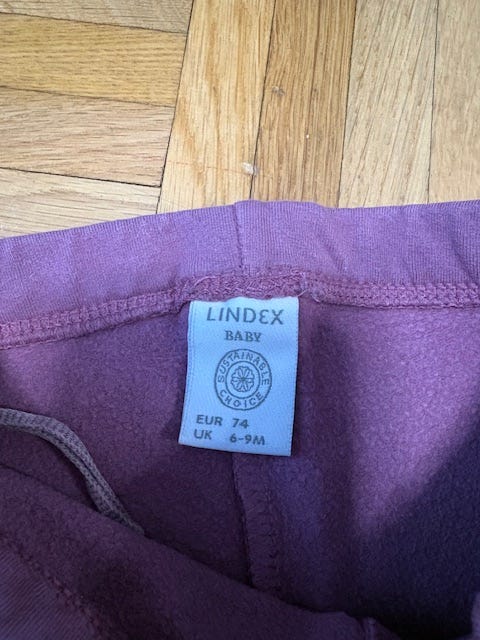 LINDEX
BABY
SUSTAINABLE
CHOICE
EUR 74
UK 6-9M